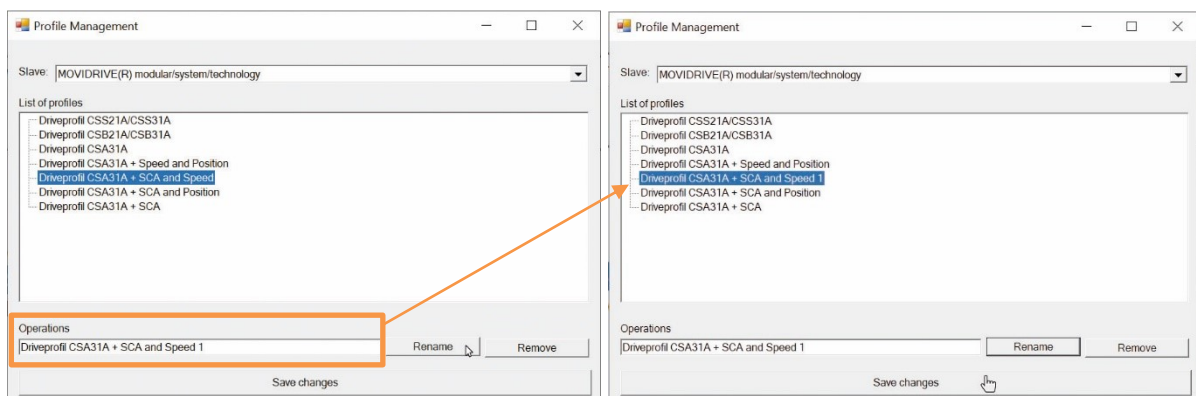 Profile Management
Slave: MOVIDRIVE(R) modular/system/technology
List of profiles
Driveprofil CSS21A/CSS31A
Driveprofil CSB21A/CSB31A
Driveprofil CSA31A
Driveprofil CSA31A + Speed and Position
Driveprofil CSA31A + SCA and Speed
Driveprofil CSA31A + SCA and Position
Driveprofil CSA31A + SCA
Operations
Driveprofil CSA31A + SCA and Speed 1
Rename Remove
Save changes
Profile Management
Slave: MOVIDRIVE(R) modular/system/technology
List of profiles
Driveprofil CSS21A/CSS31A
Driveprofil CSB21A/CSB31A
Driveprofil CSA31A
Driveprofil CSA31A + Speed and Position
Driveprofil CSA31A + SCA and Speed 1
Driveprofil CSA31A + SCA and Position
Driveprofil CSA31A + SCA
Operations
Driveprofil CSA31A + SCA and Speed 1
Rename Remove
Save changes